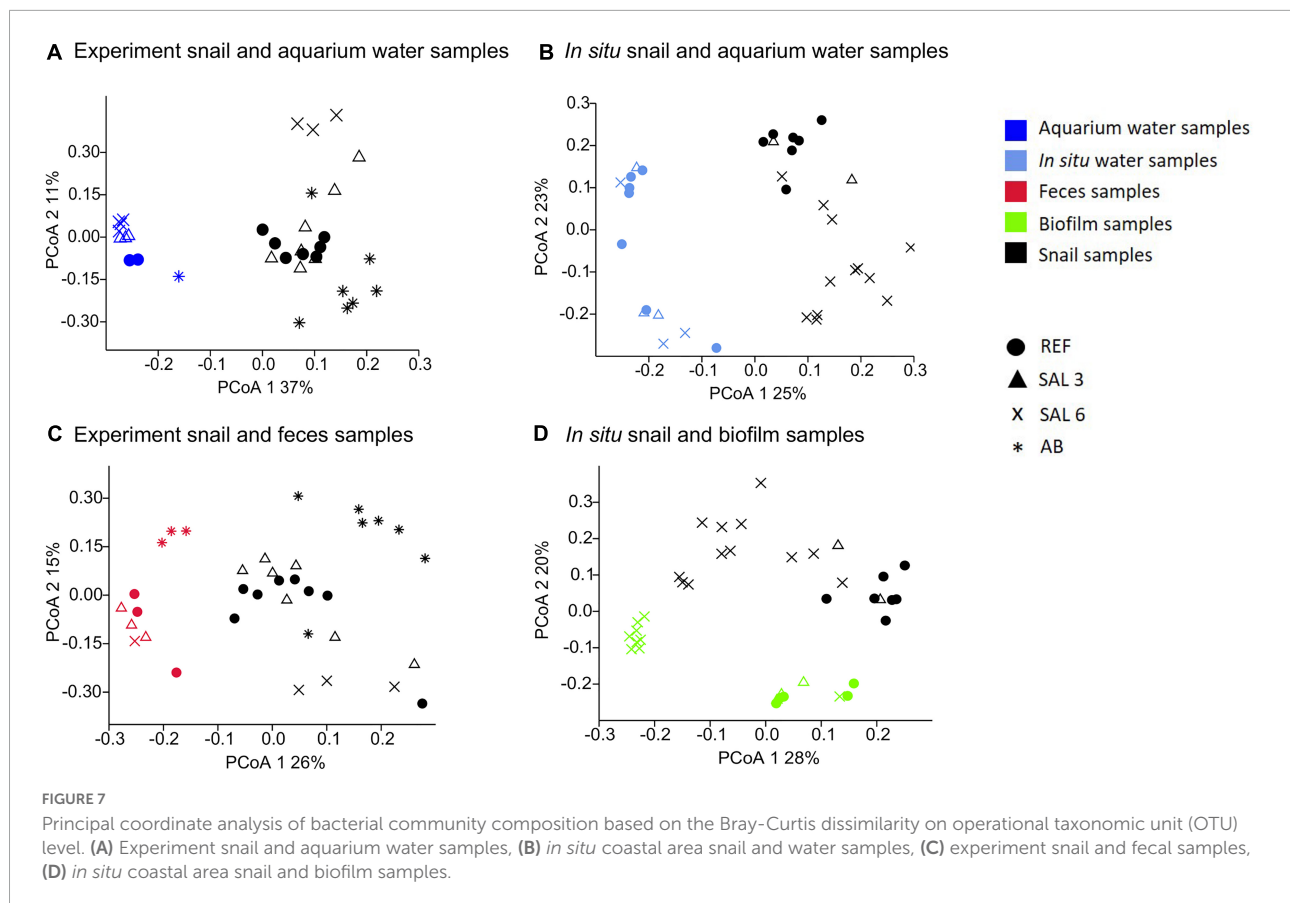 A Experiment snail and aquarium water samples
0.30
0.15
0.00
-0.15
-0.30
PCoA 2 11%
-0.2 -0.1 0.0 0.1 0.2 0.3
PCoA 1 37%
B In situ snail and aquarium water samples
0.3
0.2
0.1
0.0
-0.1
-0.2
PCoA 2 23%
-0.2 -0.1 0.0 0.1 0.2 0.3
PCoA 1 25%
Aquarium water samples
In situ water samples
Feces samples
Biofilm samples
Snail samples
REF
SAL 3
SAL 6
AB
C Experiment snail and feces samples
0.30
0.15
0.00
-0.15
-0.30
PCoA 2 15%
-0.3 -0.2 -0.1 0.0 0.1 0.2
PCoA 1 26%
D In situ snail and biofilm samples
0.3
0.2
0.1
0.0
-0.1
-0.2
PCoA 2 20%
-0.3 -0.2 -0.1 0.0 0.1 0.2
PCoA 1 28%
FIGURE 7
Principal coordinate analysis of bacterial community composition based on the Bray-Curtis dissimilarity on operational taxonomic unit (OTU)
level. (A) Experiment snail and aquarium water samples, (B) in situ coastal area snail and water samples, (C) experiment snail and fecal samples,
(D) in situ coastal area snail and biofilm samples.